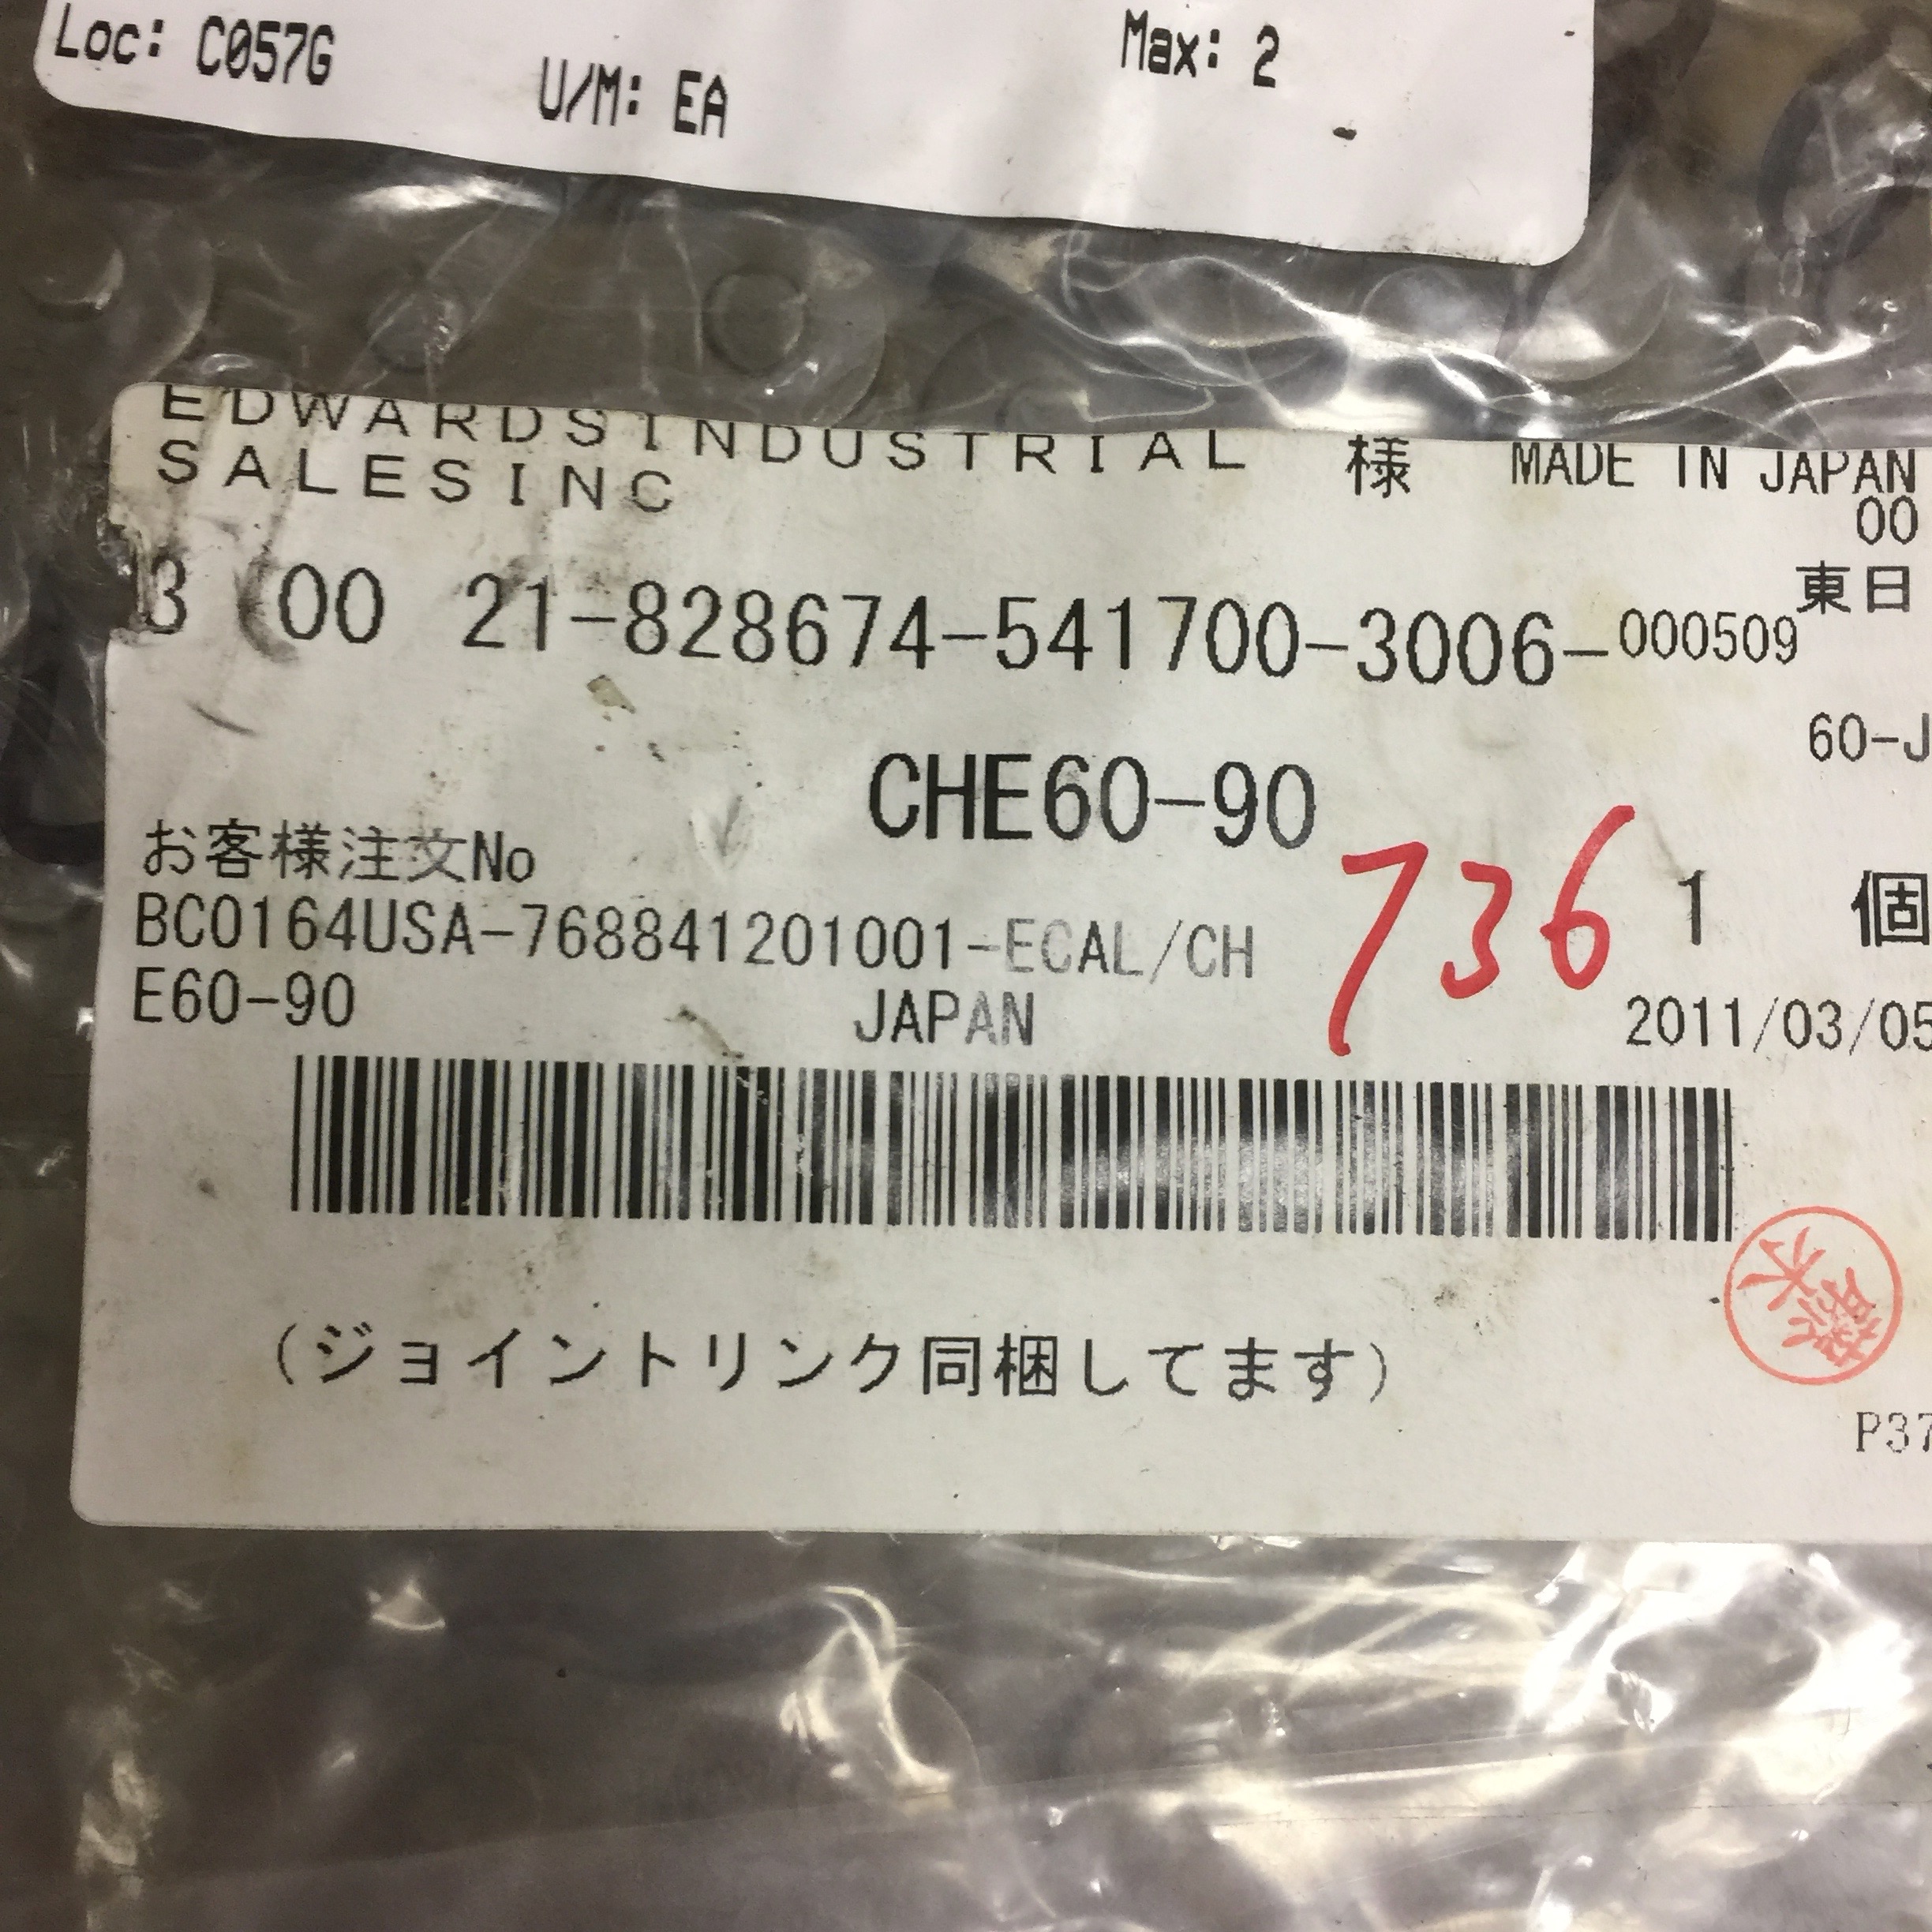 Loc: C057G U/M: EA Max: 2
EDWARDSINDUSTRIAL 様 MADE IN JAPAN
SALESINC
00
3 00 21-828674-541700-3006-000509 東日
60-J
CHE60-90
お客様注文No
736 1 個
BC0164USA-768841201001-ECAL/CH
E60-90 JAPAN 2011/03/05
(ジョイントリンク同梱してます)
P37